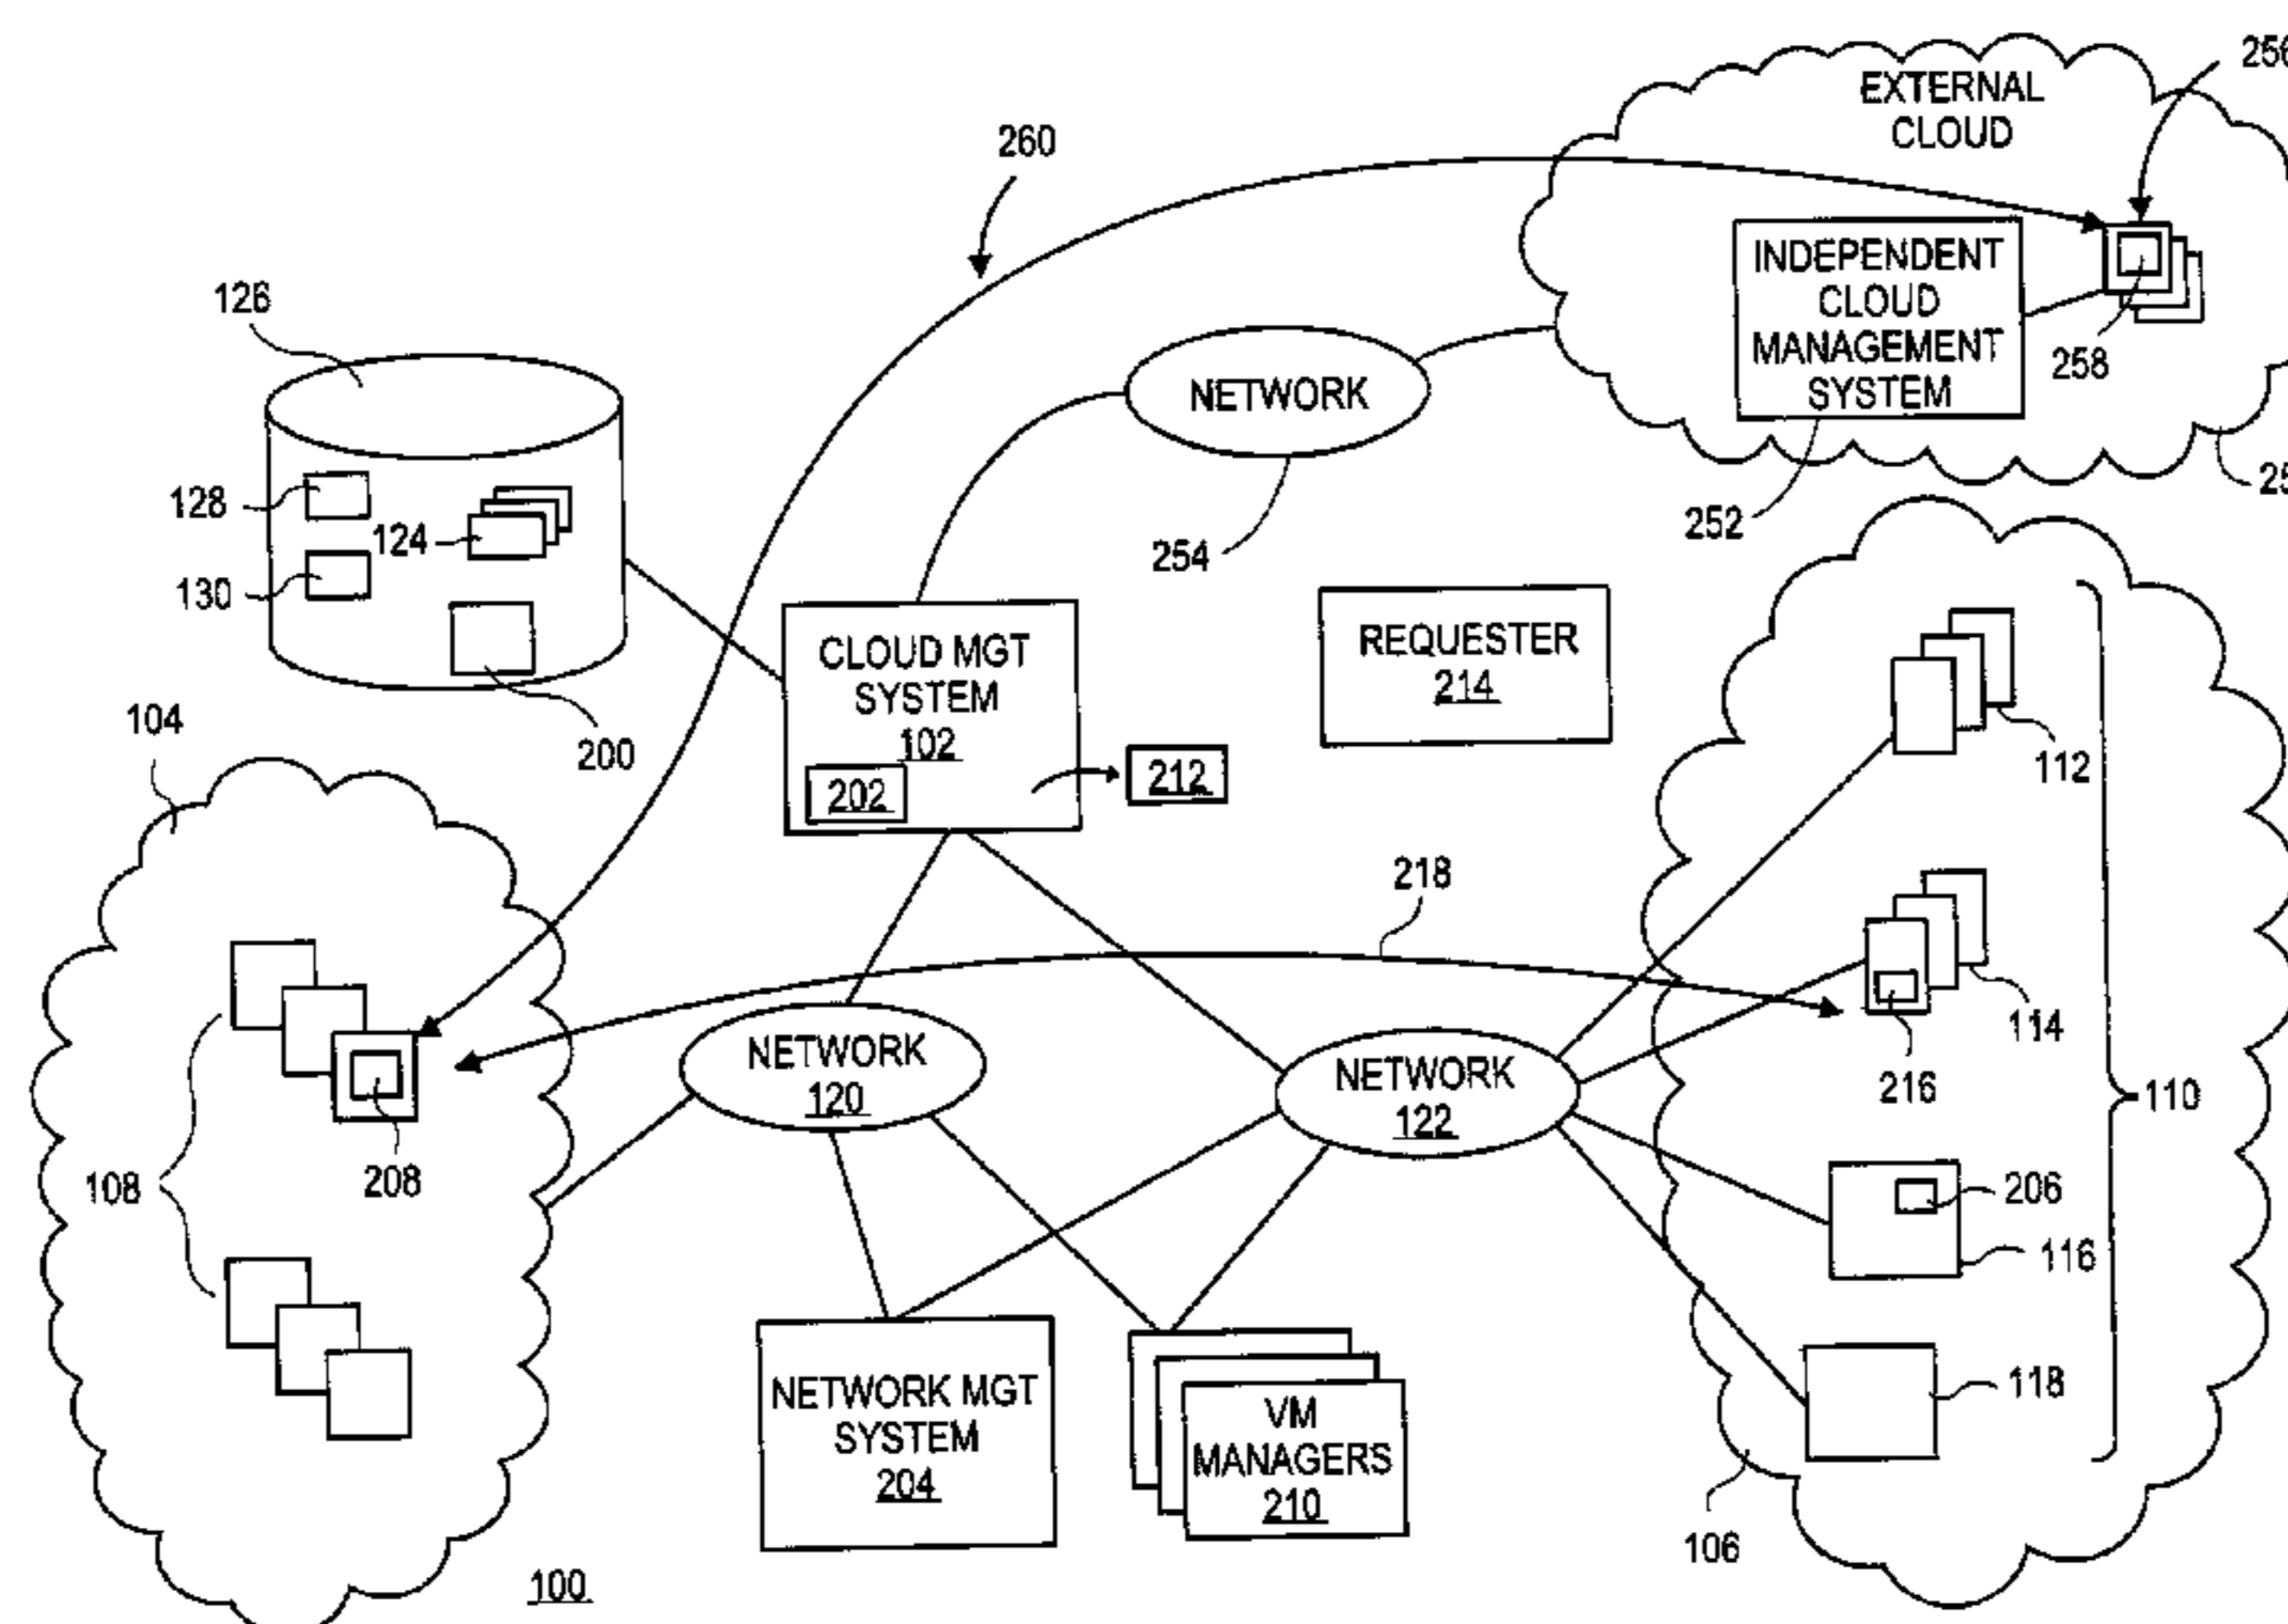 EXTERNAL
CLOUD
260
INDEPENDENT
CLOUD
MANAGEMENT
SYSTEM
258
126
NETWORK
128
124
252
254
130
REQUESTER
214
CLOUD MGT
SYSTEM
102
104
200
202
212
112
218
114
NETWORK
120
NETWORK
122
216
110
108
208
206
116
118
NETWORK MGT
SYSTEM
204
VM
MANAGERS
210
106
100